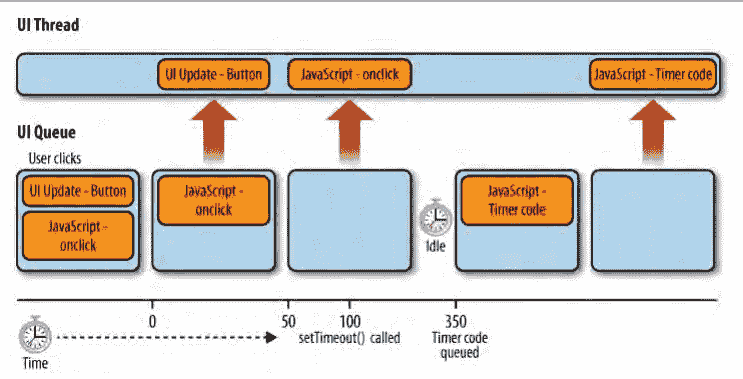 UI Thread
UI Update - Button
JavaScript - onclick
JavaScript - Timer code
UI Queue
User clicks
UI Update - Button
JavaScript -
onclick
JavaScript -
onclick
Idle
JavaScript -
Timer code
0
50
100
350
setTimeout() called
Timer code
queued
Time